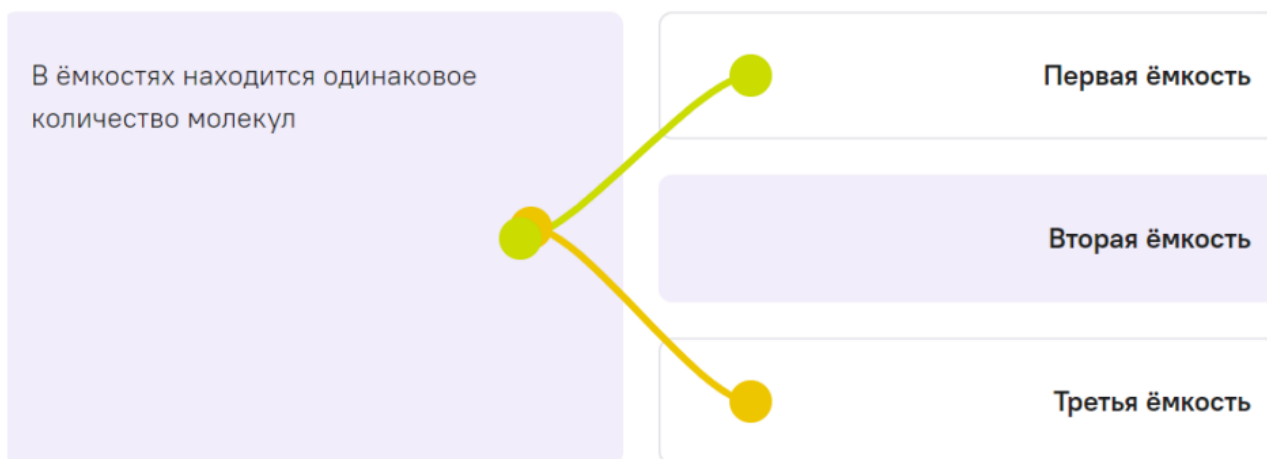 В ёмкостях находится одинаковое
количество молекул
Первая ёмкость
Вторая ёмкость
Третья ёмкость